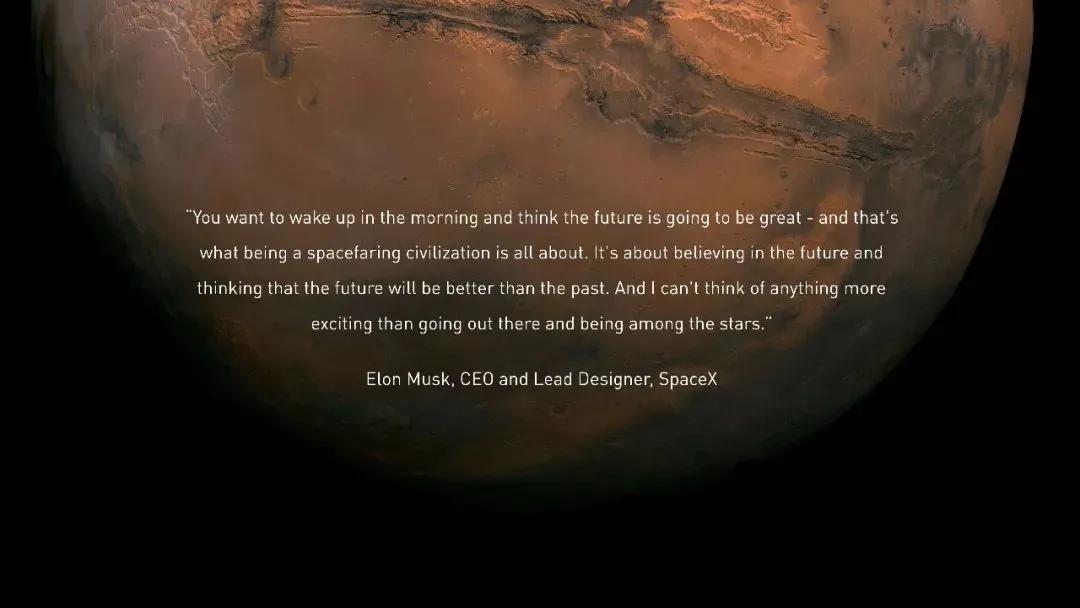 “You want to wake up in the morning and think the future is going to be great - and that's
what being a spacefaring civilization is all about. It's about believing in the future and
thinking that the future will be better than the past. And I can't think of anything more
exciting than going out there and being among the stars.”
Elon Musk, CEO and Lead Designer, SpaceX